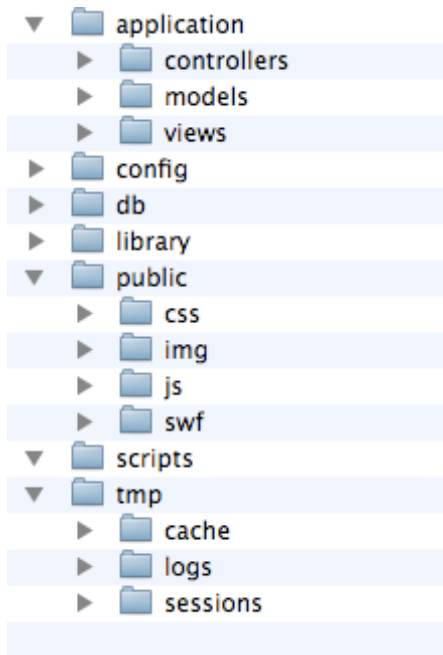 application
controllers
models
views
config
db
library
public
css
img
js
swf
scripts
tmp
cache
logs
sessions